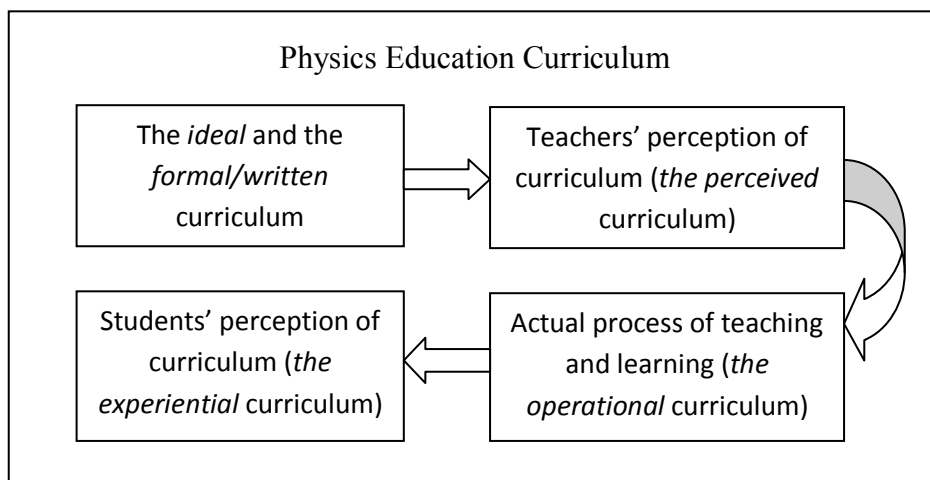 Physics Education Curriculum
The ideal and the
formal/written
curriculum
Teachers’ perception of
curriculum (the perceived
curriculum)
Actual process of teaching
and learning (the
operational curriculum)
Students’ perception of
curriculum (the
experiential curriculum)